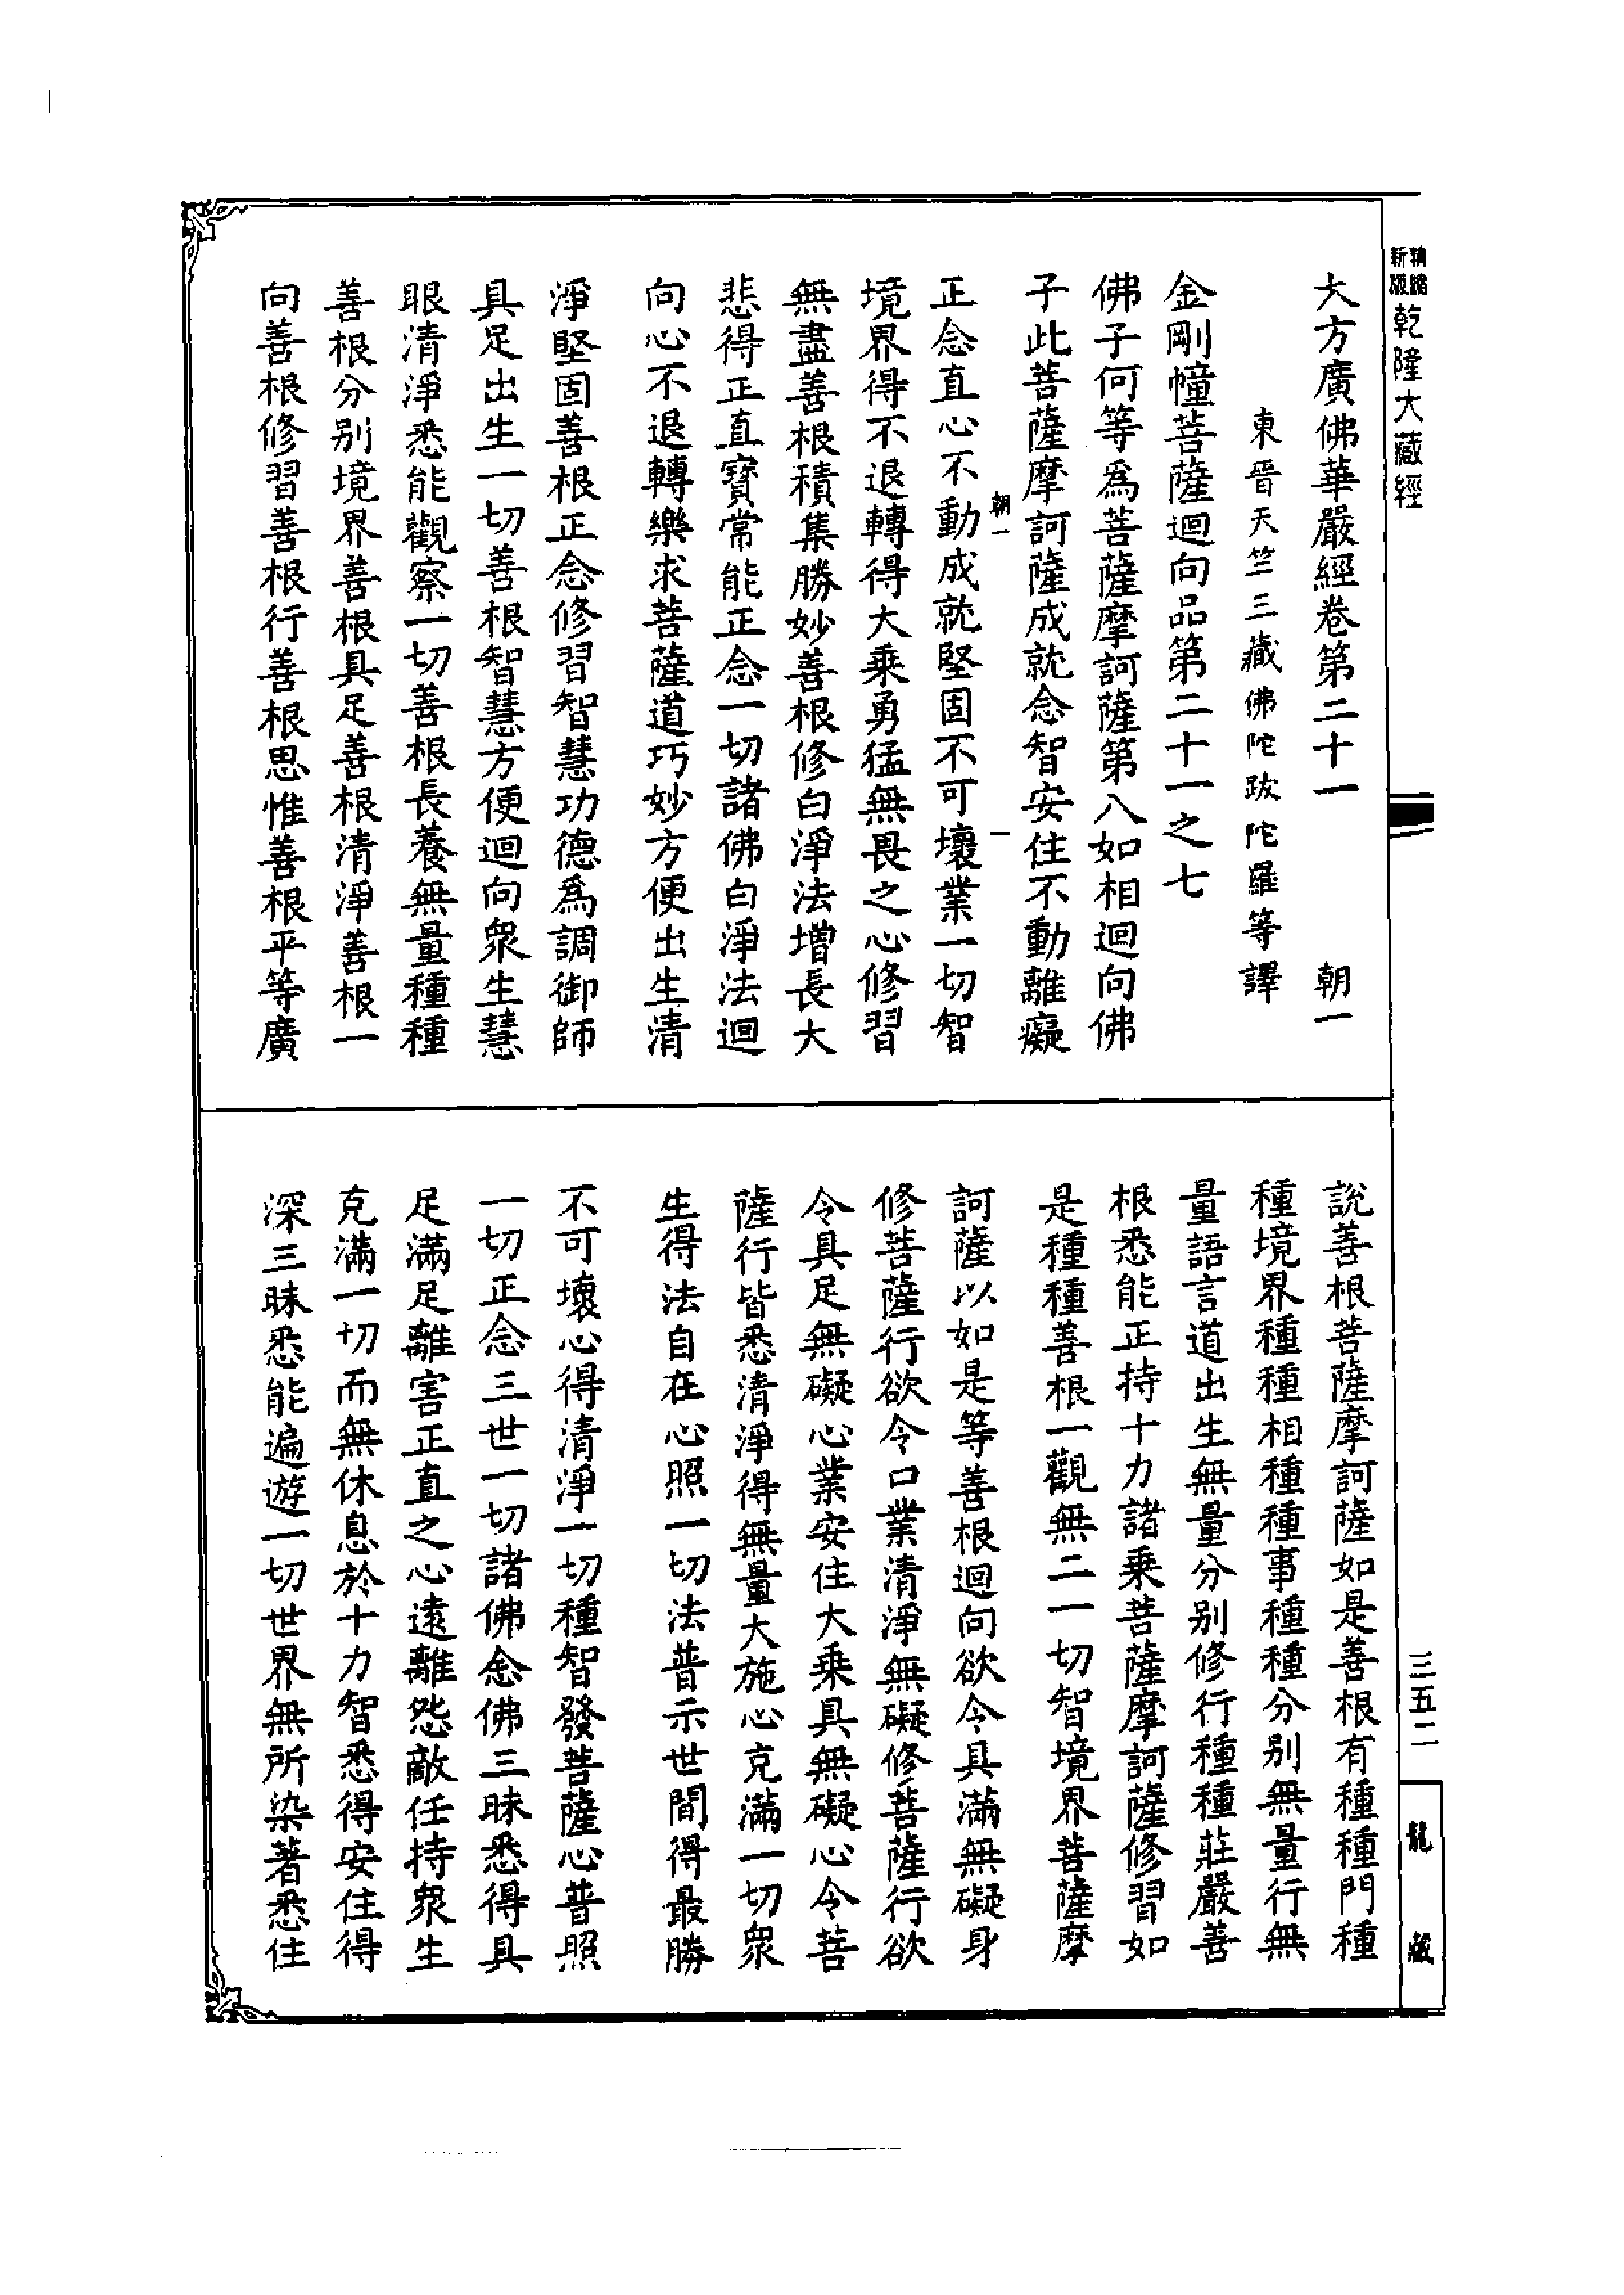 精縮新版乾隆大藏經
大方廣佛華嚴經卷第二十一 朝一
東晉天竺三藏佛陀跋陀羅等譯
金剛幢菩薩迴向品第二十一之七
佛子何等為菩薩摩訶薩第八如相迴向佛
子此菩薩摩訶薩成就念智安住不動離癡
朝一 一
正念直心不動成就堅固不可壞業一切智
境界得不退轉得大乘勇猛無畏之心修習
無盡善根積集勝妙善根修白淨法增長大
悲得正直寶常能正念一切諸佛白淨法迴
向心不退轉樂求菩薩道巧妙方便出生清
淨堅固善根正念修習智慧功德為調御師
具足出生一切善根智慧方便迴向眾生慧
眼清淨悉能觀察一切善根長養無量種種
善根分別境界善根具足善根清淨善根一
向善根修習善根行善根思惟善根平等廣
說善根菩薩摩訶薩如是善根有種種門種
種境界種種相種種事種種分別無量行無
量語言道出生無量分別修行種種莊嚴善
根悉能正持十力諸乘菩薩摩訶薩修習如
是種種善根一觀無二一切智境界菩薩摩
訶薩以如是等善根迴向欲令具滿無礙身
修菩薩行欲令口業清淨無礙修菩薩行欲
令具足無礙心業安住大乘具無礙心令菩
薩行皆悉清淨得無量大施心充滿一切眾
生得法自在心照一切法普示世間得最勝
不可壞心得清淨一切種智發菩薩心普照
一切正念三世一切諸佛念佛三昧悉得具
足滿足離害正直之心遠離怨敵任持眾生
充滿一切而無休息於十力智悉得安住得
深三昧悉能遍遊一切世界無所染著悉住
三五二
龍藏